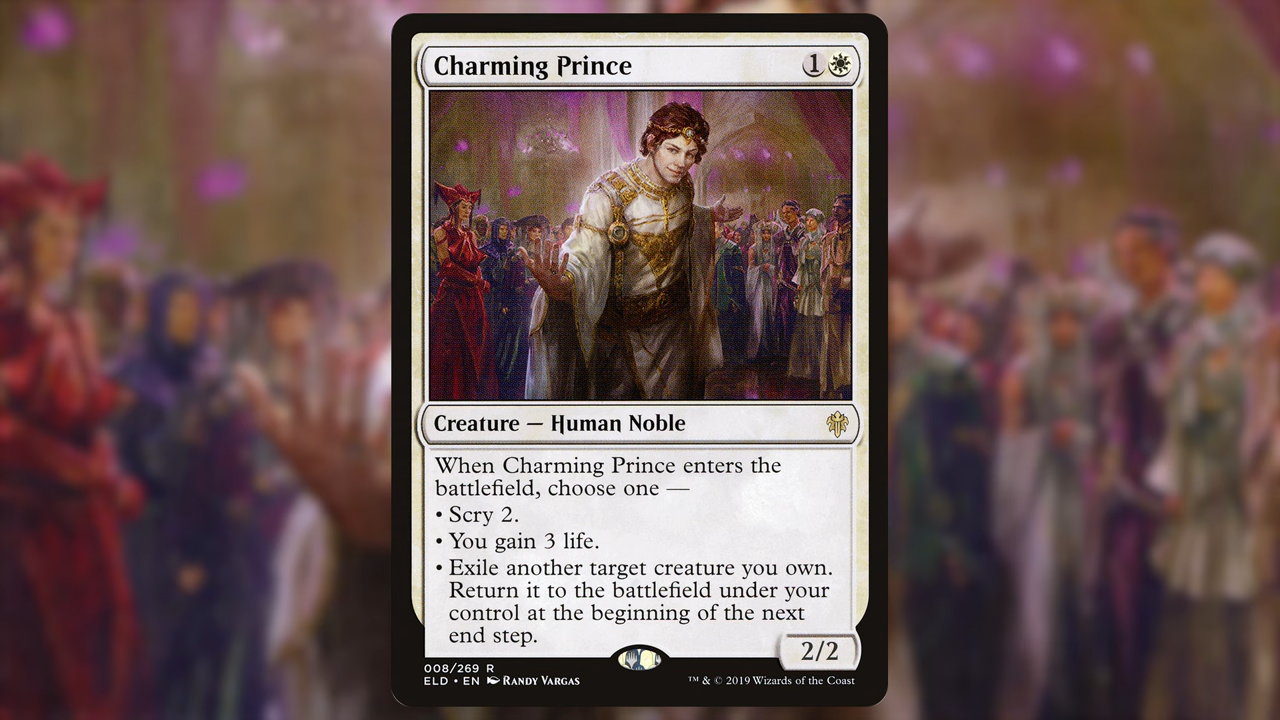 Charming Prince 1
Creature — Human Noble
When Charming Prince enters the
battlefield, choose one —
• Scry 2.
• You gain 3 life.
• Exile another target creature you own.
Return it to the battlefield under your
control at the beginning of the next
end step.
2/2
008/269 R
ELD • EN Randy Vargas
™ & © 2019 Wizards of the Coast